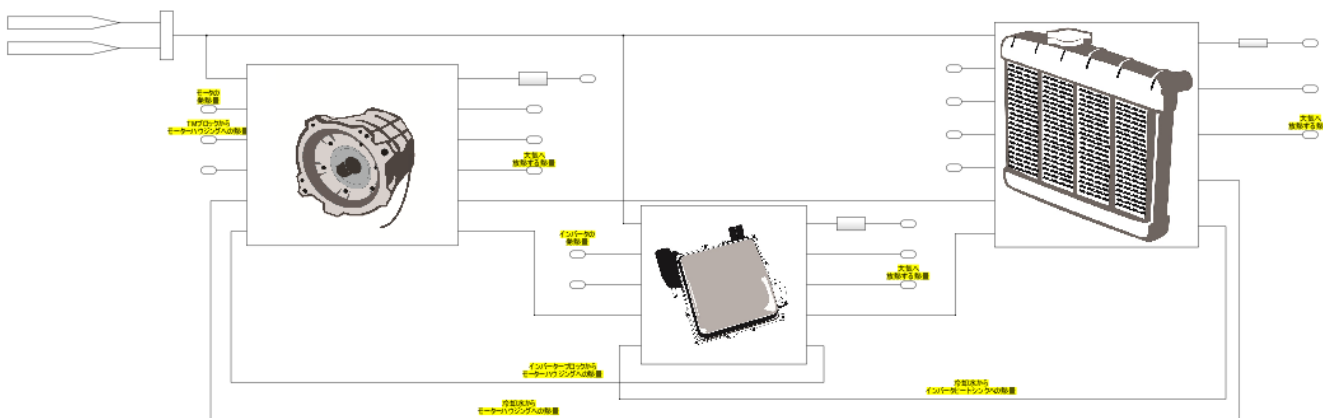 モータの
発熱量
TMブロックから
モーターハウジングへの熱量
大気へ
放熱する熱量
インバータの
発熱量
大気へ
放熱する熱量
大気へ
放熱する熱
インバーターブロックから
モーターハウジングへの熱量
冷却水から
モーターハウジングへの熱量
冷却水から
インバータヒートシンクへの熱量